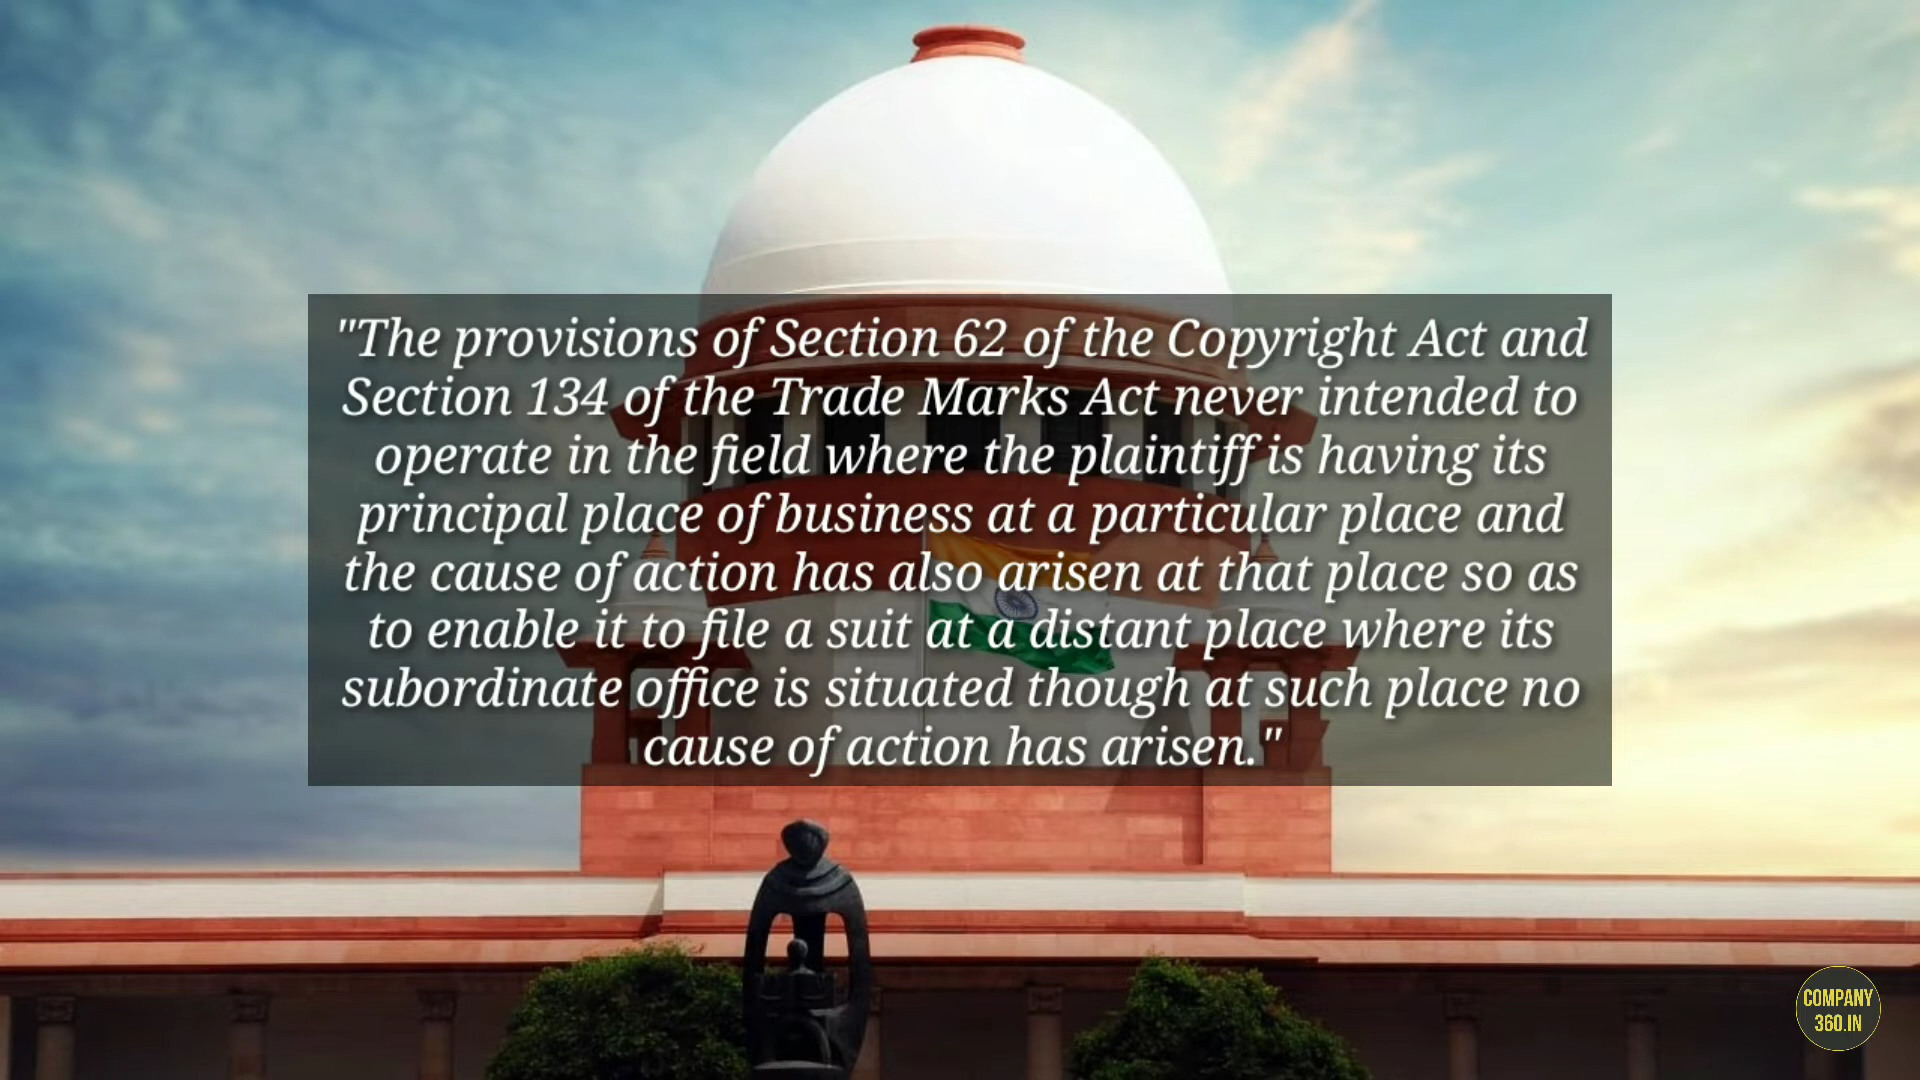 "The provisions of Section 62 of the Copyright Act and
Section 134 of the Trade Marks Act never intended to
operate in the field where the plaintiff is having its
principal place of business at a particular place and
the cause of action has also arisen at that place so as
to enable it to file a suit at a distant place where its
subordinate office is situated though at such place no
cause of action has arisen."
COMPANY
360.IN